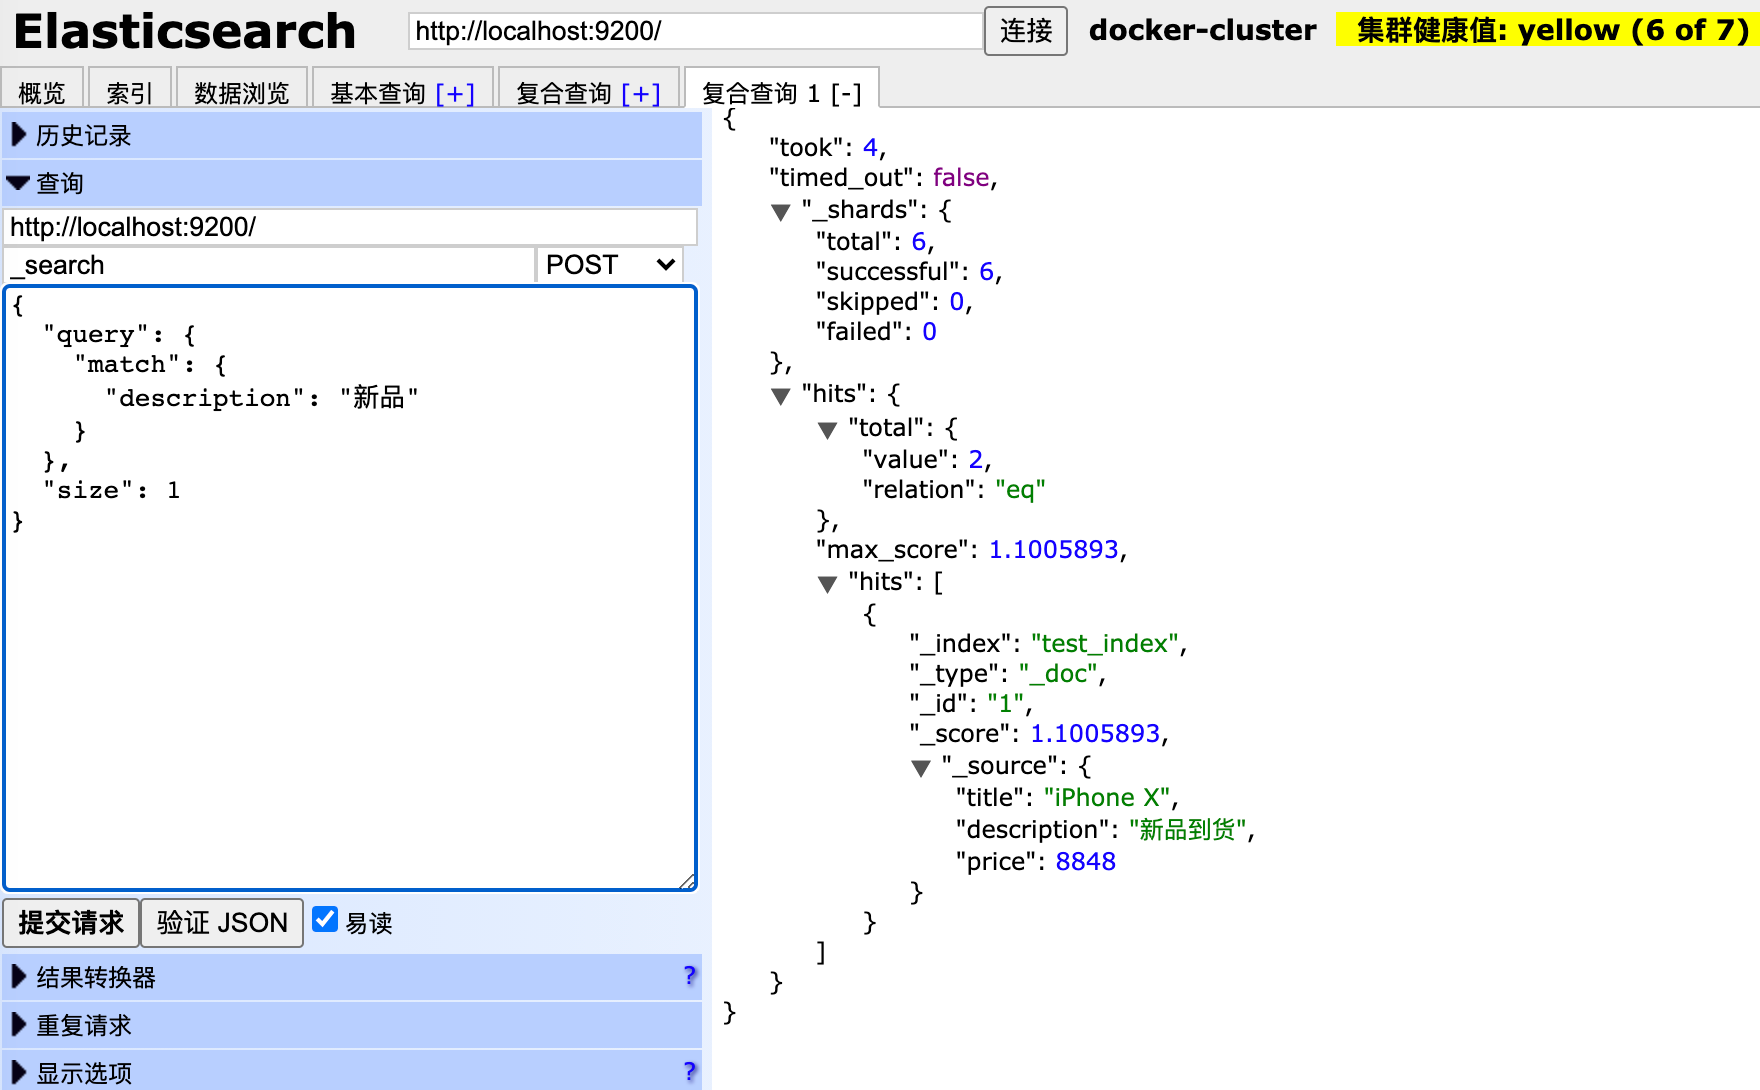 Elasticsearch http://localhost:9200/ 连接 docker-cluster 集群健康值: yellow (6 of 7)
概览 索引 数据浏览 基本查询 [+] 复合查询 [+] 复合查询 1 [-]
历史记录
查询
http://localhost:9200/
_search POST
{
"query": {
"match": {
"description": "新品"
}
},
"size": 1
}
提交请求 验证 JSON 易读
结果转换器 ?
重复请求
显示选项 ?
{
"took": 4,
"timed_out": false,
"_shards": {
"total": 6,
"successful": 6,
"skipped": 0,
"failed": 0
},
"hits": {
"total": {
"value": 2,
"relation": "eq"
},
"max_score": 1.1005893,
"hits": [
{
"_index": "test_index",
"_type": "_doc",
"_id": "1",
"_score": 1.1005893,
"_source": {
"title": "iPhone X",
"description": "新品到货",
"price": 8848
}
}
]
}
}